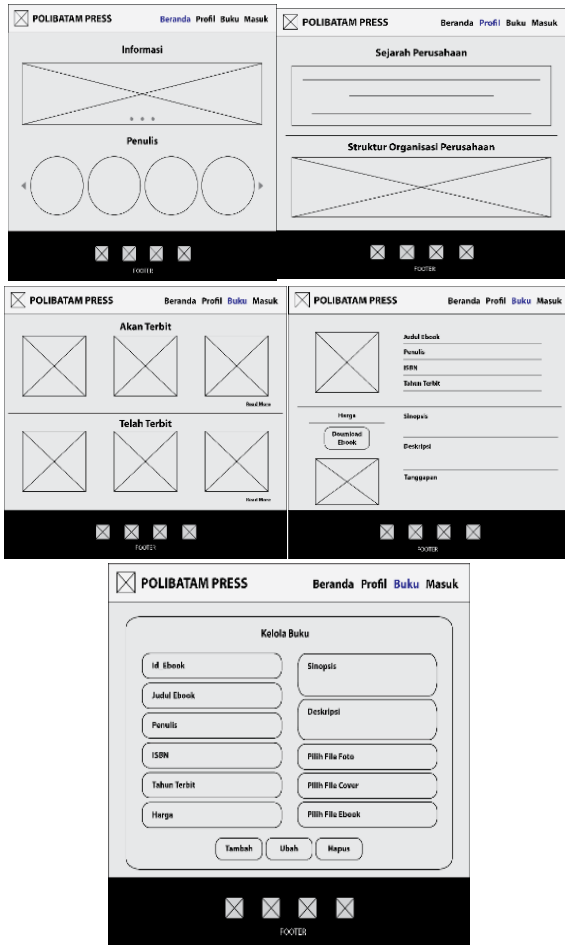 POLIBATAM PRESS
Beranda Profil Buku Masuk
Informasi
Penulis
FOOTER
POLIBATAM PRESS
Beranda Profil Buku Masuk
Sejarah Perusahaan
Struktur Organisasi Perusahaan
FOOTER
POLIBATAM PRESS
Beranda Profil Buku Masuk
Akan Terbit
Read More
Telah Terbit
Read More
FOOTER
POLIBATAM PRESS
Beranda Profil Buku Masuk
Judul Ebook
Penulis
ISBN
Tahun Terbit
Harga
Download
Ebook
Sinopsis
Deskripsi
Tanggapan
FOOTER
POLIBATAM PRESS
Beranda Profil Buku Masuk
Kelola Buku
Id Ebook
Judul Ebook
Penulis
ISBN
Tahun Terbit
Harga
Sinopsis
Deskripsi
Pilih File Foto
Pilih File Cover
Pilih File Ebook
Tambah Ubah Hapus
FOOTER